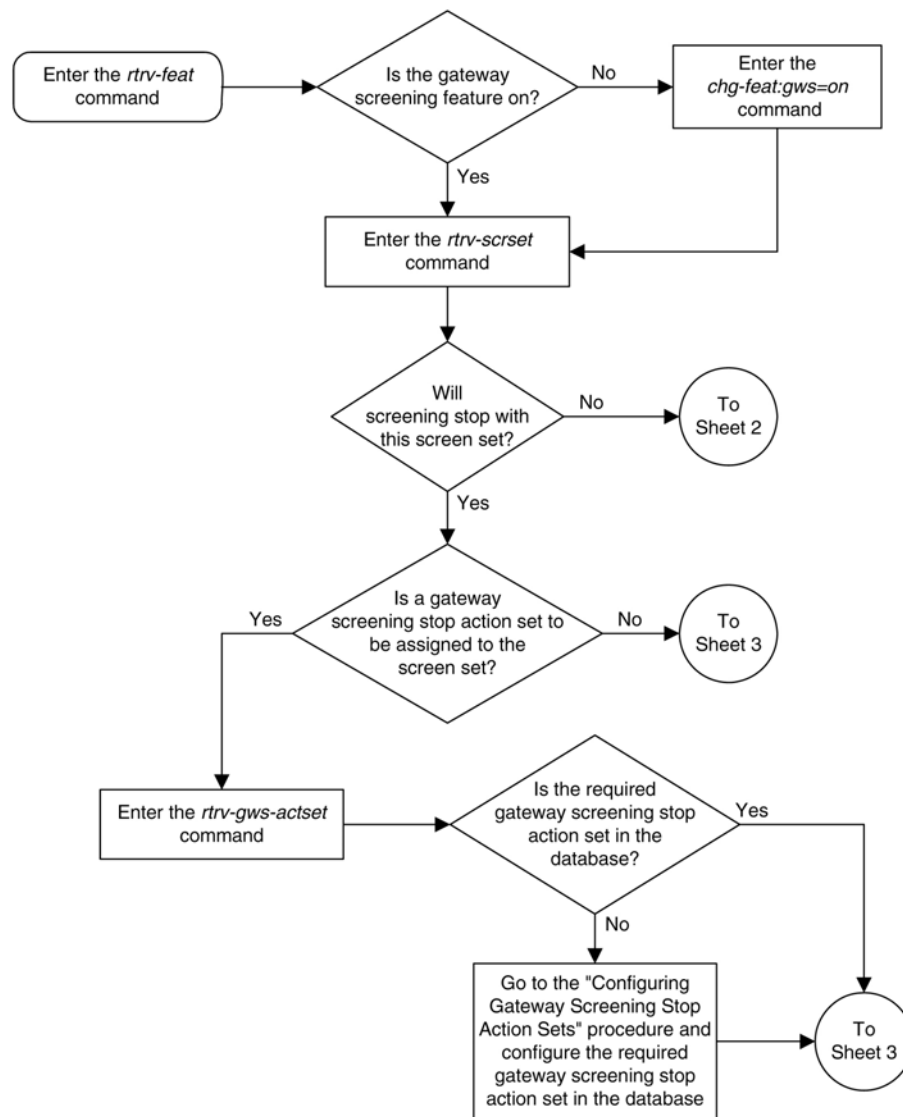 Enter the rtrv-feat
command
Is the gateway
screening feature on?
No
Enter the
chg-feat:gws=on
command
Yes
Enter the rtrv-scrset
command
Will
screening stop with
this screen set?
No
To
Sheet 2
Yes
Is a gateway
screening stop action set to
be assigned to the
screen set?
Yes
No
To
Sheet 3
Enter the rtrv-gws-actset
command
Is the required
gateway screening stop
action set in the
database?
Yes
No
Go to the "Configuring
Gateway Screening Stop
Action Sets" procedure and
configure the required
gateway screening stop
action set in the database
To
Sheet 3